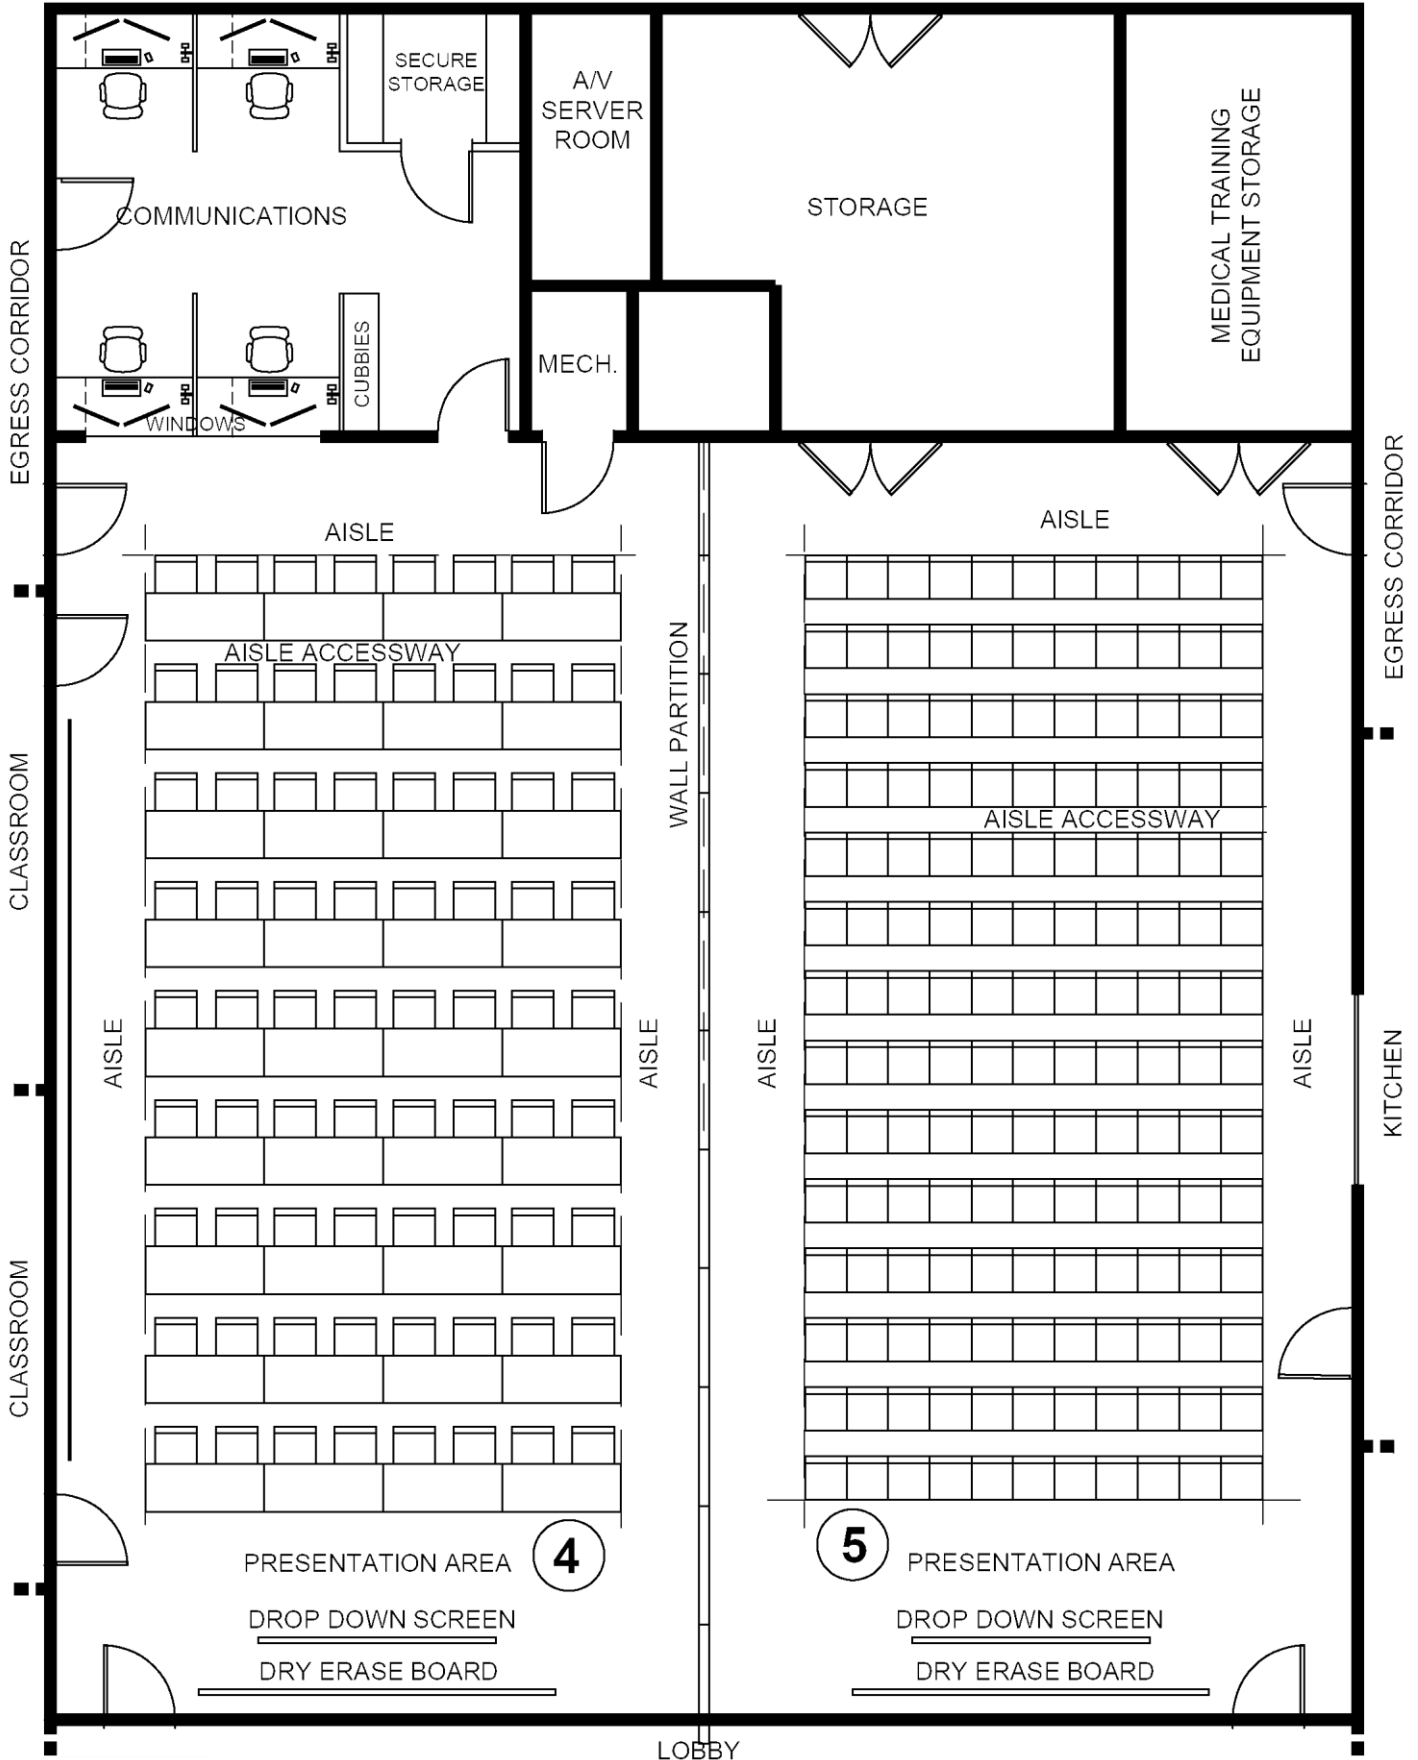 SECURE
STORAGE
A/V
SERVER
ROOM
MEDICAL TRAINING
EQUIPMENT STORAGE
STORAGE
COMMUNICATIONS
EGRESS CORRIDOR
CUBBIES
MECH.
WINDOWS
EGRESS CORRIDOR
AISLE
AISLE
AISLE ACCESSWAY
WALL PARTITION
AISLE ACCESSWAY
CLASSROOM
AISLE
AISLE
AISLE
AISLE
KITCHEN
CLASSROOM
4
5
PRESENTATION AREA
PRESENTATION AREA
DROP DOWN SCREEN
DROP DOWN SCREEN
DRY ERASE BOARD
DRY ERASE BOARD
LOBBY